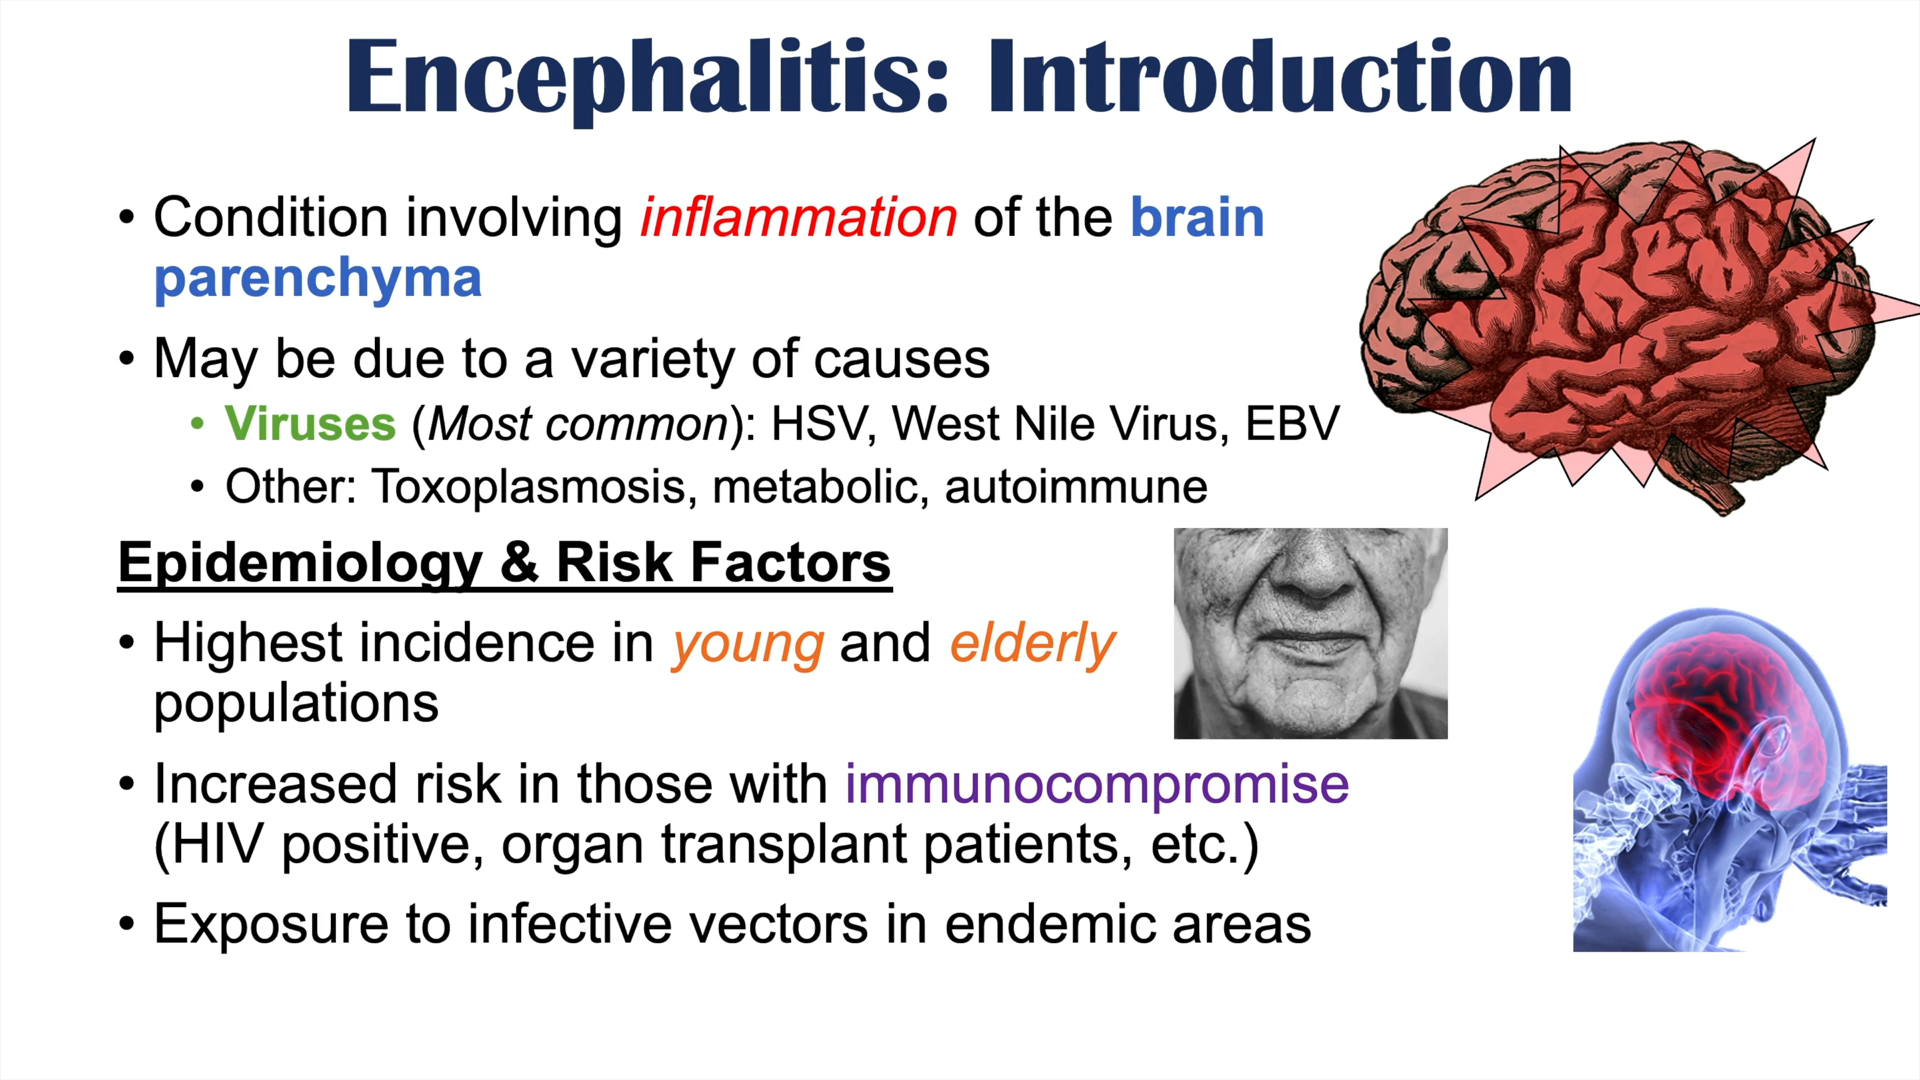 Encephalitis: Introduction
• Condition involving inflammation of the brain
parenchyma
• May be due to a variety of causes
• Viruses (Most common): HSV, West Nile Virus, EBV
• Other: Toxoplasmosis, metabolic, autoimmune
Epidemiology & Risk Factors
• Highest incidence in young and elderly
populations
• Increased risk in those with immunocompromise
(HIV positive, organ transplant patients, etc.)
• Exposure to infective vectors in endemic areas